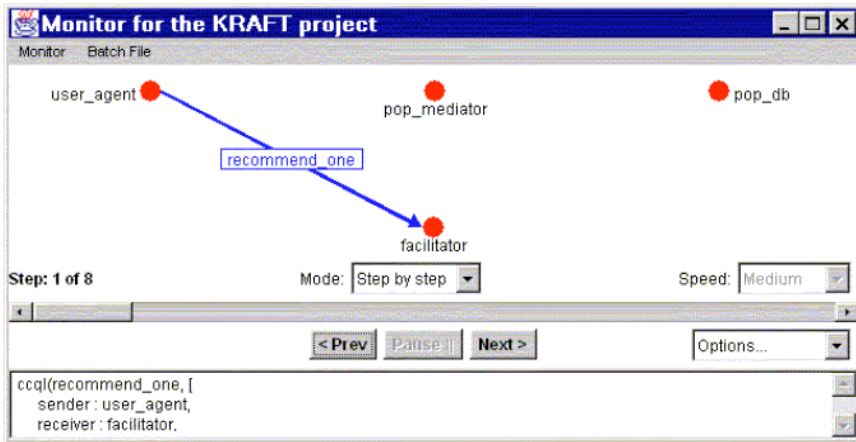 Monitor for the KRAFT project
Monitor Batch File
user_agent
pop_mediator
pop_db
recommend_one
facilitator
Step: 1 of 8
Mode: Step by step
Speed: Medium
< Prev Pause || Next > Options...
ccql(recommend_one, [
sender : user_agent,
receiver : facilitator,